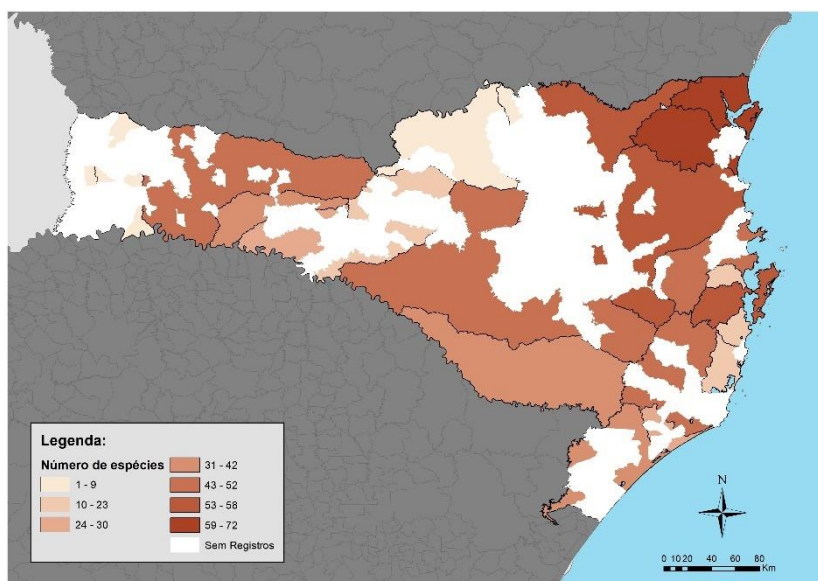 N
Legenda:
Número de espécies
1 - 9
10 - 23
24 - 30
31 - 42
43 - 52
53 - 58
59 - 72
Sem Registros
0 10 20 40 60 80
Km